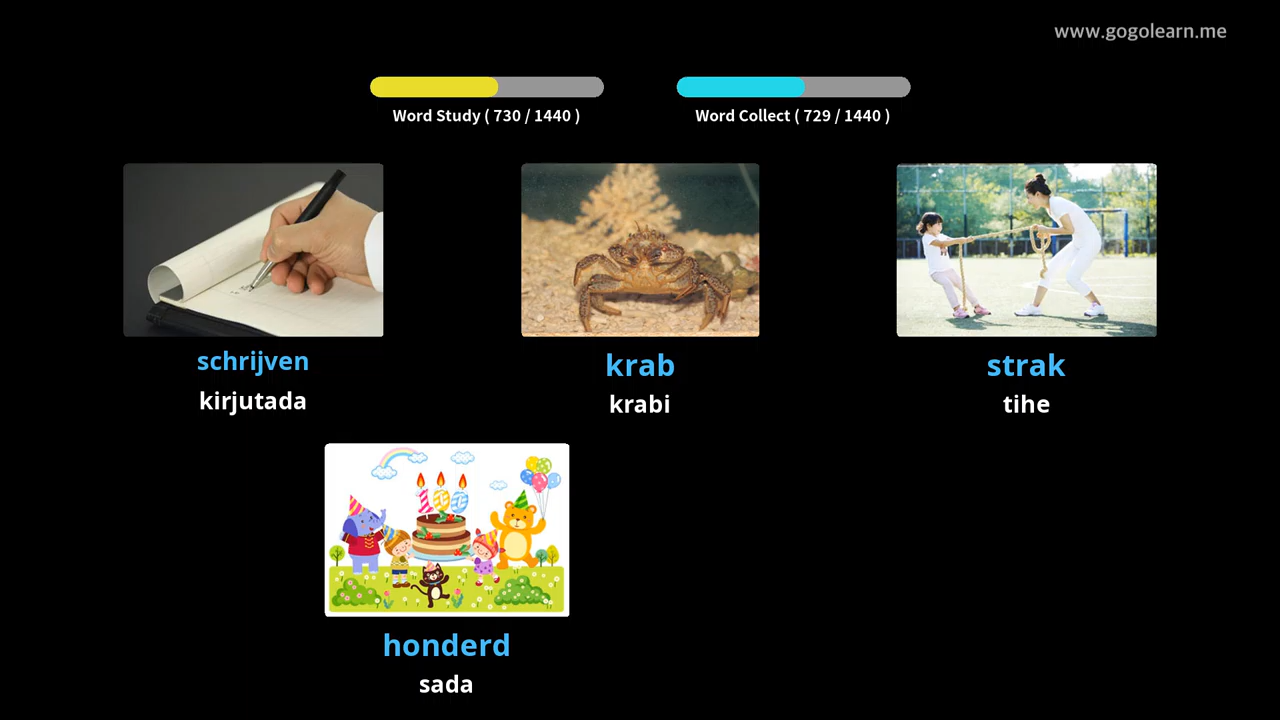 www.gogolearn.me
Word Study ( 730 / 1440 )
Word Collect ( 729 / 1440 )
schrijven
kirjutada
krab
krabi
strak
tihe
100
honderd
sada